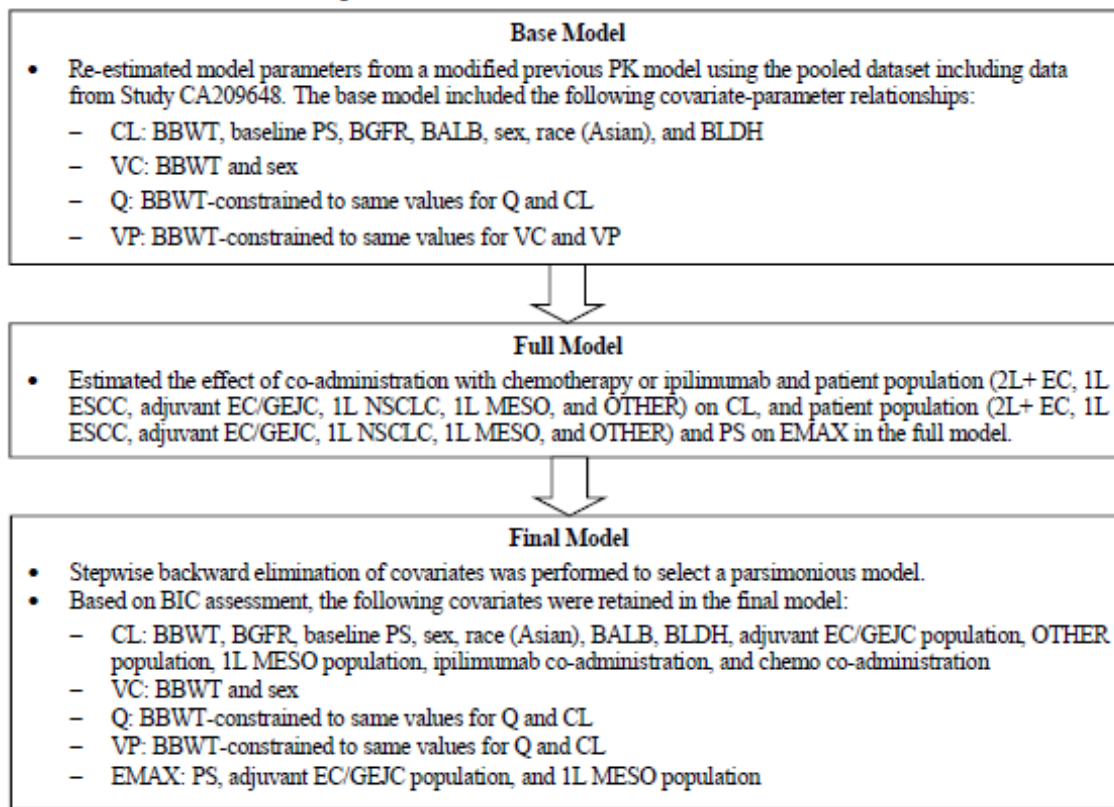 Base Model
• Re-estimated model parameters from a modified previous PK model using the pooled dataset including data
from Study CA209648. The base model included the following covariate-parameter relationships:
– CL: BBWT, baseline PS, BGFR, BALB, sex, race (Asian), and BLDH
– VC: BBWT and sex
– Q: BBWT-constrained to same values for Q and CL
– VP: BBWT-constrained to same values for VC and VP
Full Model
• Estimated the effect of co-administration with chemotherapy or ipilimumab and patient population (2L+ EC, 1L
ESCC, adjuvant EC/GEJC, 1L NSCLC, 1L MESO, and OTHER) on CL, and patient population (2L+ EC, 1L
ESCC, adjuvant EC/GEJC, 1L NSCLC, 1L MESO, and OTHER) and PS on EMAX in the full model.
Final Model
• Stepwise backward elimination of covariates was performed to select a parsimonious model.
• Based on BIC assessment, the following covariates were retained in the final model:
– CL: BBWT, BGFR, baseline PS, sex, race (Asian), BALB, BLDH, adjuvant EC/GEJC population, OTHER
population, 1L MESO population, ipilimumab co-administration, and chemo co-administration
– VC: BBWT and sex
– Q: BBWT-constrained to same values for Q and CL
– VP: BBWT-constrained to same values for Q and CL
– EMAX: PS, adjuvant EC/GEJC population, and 1L MESO population